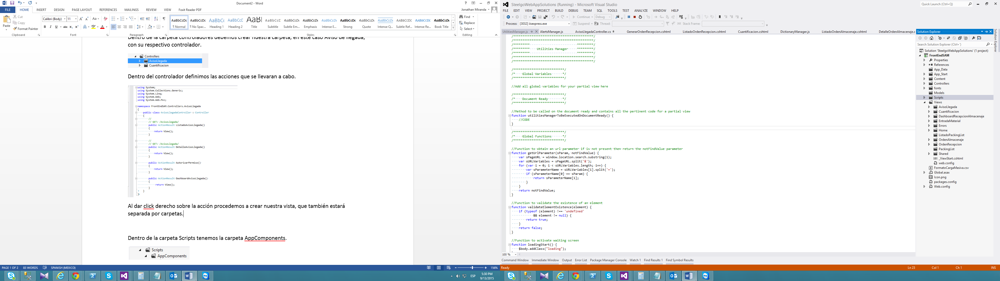 Document2 - Word
FILE HOME INSERT DESIGN PAGE LAYOUT REFERENCES MAILINGS REVIEW VIEW Foxit Reader PDF
Jonathan Miranda
Paste
Cut
Copy
Format Painter
Calibri (Body) 11
AaBbCcDc AaBbCcDc AaBbCc AaBbCcD AaBl AaBbCcD AaBbCcDc AaBbCcDc AaBbCcDc AaBbCcDc AaBbCcDc AaBbCcDc AaBbCcDc AaBbCcDc AaBbCcDc
¶ Normal ¶ No Spac... Heading 1 Heading 2 Title Subtitle Subtle Em... Emphasis Intense E... Strong Quote Intense Q... Subtle Ref... Intense Re... Book Title
Find
Replace
Select
Clipboard Font Paragraph Styles Editing
Dentro de la carpeta controladores debemos crear nuestra carpeta, en este caso Aviso de llegada,
con su respectivo controlador.
Controllers
AvisoLlegada
Cuantificacion
Dentro del controlador definimos las acciones que se llevaran a cabo.
using System;
using System.Collections.Generic;
using System.Linq;
using System.Web;
using System.Web.Mvc;
namespace FrontEndSAM.Controllers.AvisoLlegada
{
public class AvisoLlegadaController : Controller
{
//
// GET: /AvisoLlegada/
public ActionResult ListadoAvisoLlegada()
{
return View();
}
//
// GET: /AvisoLlegada/
public ActionResult DetalleAvisoLlegada()
{
return View();
}
public ActionResult AutorizarPermiso()
{
return View();
}
public ActionResult DashboardAvisoLlegada()
{
return View();
}
}
}
Al dar click derecho sobre la acción procedemos a crear nuestra vista, que también estará
separada por carpetas.
Dentro de la carpeta Scripts tenemos la carpeta AppComponents.
Scripts
AppComponents
PAGE 1 OF 2 83 WORDS SPANISH (MEXICO) 156%
ESP
5:30 PM
9/13/2015
SteelgoWebAppSolutions (Running) - Microsoft Visual Studio
Quick Launch (Ctrl+Q)
FILE EDIT VIEW PROJECT BUILD DEBUG TEAM SQL TOOLS TEST ANALYZE WINDOW HELP
Continue Debug
Process: [3032] iisexpress.exe Suspend Thread: Stack Frame:
UtilitiesManager.js AlertsManager.js AvisoLlegadaController.cs GenerarOrdenRecepcion.cshtml ListadoOrdenRecepcion.cshtml Cuantificacion.cshtml DictionaryManager.js ListadoOrdenAlmacenaje.cshtml DetalleOrdenAlmacenaje.c
/********************************************/
/********************************************/
/********* *********/
/********* Utilities Manager *********/
/********* *********/
/********************************************/
/********************************************/
/****************************/
/* Global Variables */
/****************************/
//Add all global variables for your partial view here
/****************************/
/* Document Ready */
/****************************/
//Method to be called on the document ready and contains all the pertinent code for a partial view
function utilitiesManagerToBeExecutedOnDocumentReady() {
//CODE
}
/****************************/
/* Global Functions */
/****************************/
//Function to obtain an url parameter if is not present then return the notFindValue parameter
function getUrlParameter(sParam, notFindValue) {
var sPageURL = window.location.search.substring(1);
var sURLVariables = sPageURL.split('&');
for (var i = 0; i < sURLVariables.length; i++) {
var sParameterName = sURLVariables[i].split('=');
if (sParameterName[0] == sParam) {
return sParameterName[1];
}
}
return notFindValue;
}
//Function to validate the existence of an element
function validateElementExistence(element) {
if (typeof (element) !== 'undefined'
&& element != null) {
return true;
}
return false;
}
//Function to activate waiting screen
function loadingStart() {
$body.addClass("loading");
100 %
Command Window Immediate Window Output Error List Package Manager Console Watch 1 Find Results 1 Find Symbol Results
Ready Ln 23 Col 1 Ch 1 INS
Solution Explorer
Search Solution Explorer (Ctrl+´)
Solution 'SteelgoWebAppSolutions' (1 project)
FrontEndSAM
Properties
References
App_Data
App_Start
Content
Controllers
fonts
Models
Scripts
Views
AvisoLlegada
Cuantificacion
DashboardRecepcionAlmacenaje
EntradaMaterial
Errors
Home
ListadoPackingList
OrdenAlmacenaje
OrdenRecepcion
PackingList
Shared
_ViewStart.cshtml
web.config
FormatoCargaMasiva.csv
Global.asax
Icon.png
packages.config
Web.config
Solution Explorer